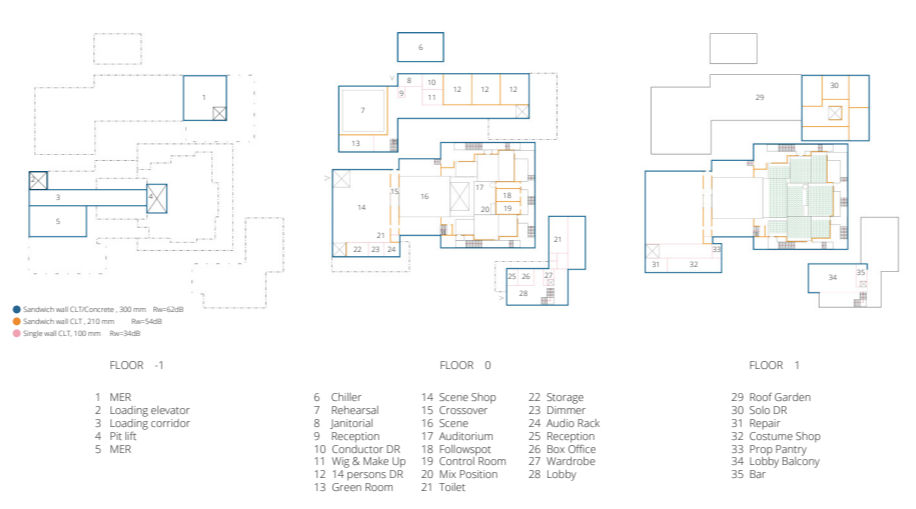 1
2
3
4
5
Sandwich wall CLT/Concrete , 300 mm Rw=62dB
Sandwich wall CLT , 210 mm Rw=54dB
Single wall CLT, 100 mm Rw=34dB
6
7
8
9
10
11
12
12
12
13
14
15
16
17
18
19
20
21
22
23
24
21
25
26
27
28
29
30
31
32
33
34
35
FLOOR -1
1 MER
2 Loading elevator
3 Loading corridor
4 Pit lift
5 MER
FLOOR 0
6 Chiller
7 Rehearsal
8 Janitorial
9 Reception
10 Conductor DR
11 Wig & Make Up
12 14 persons DR
13 Green Room
14 Scene Shop
15 Crossover
16 Scene
17 Auditorium
18 Followspot
19 Control Room
20 Mix Position
21 Toilet
22 Storage
23 Dimmer
24 Audio Rack
25 Reception
26 Box Office
27 Wardrobe
28 Lobby
FLOOR 1
29 Roof Garden
30 Solo DR
31 Repair
32 Costume Shop
33 Prop Pantry
34 Lobby Balcony
35 Bar